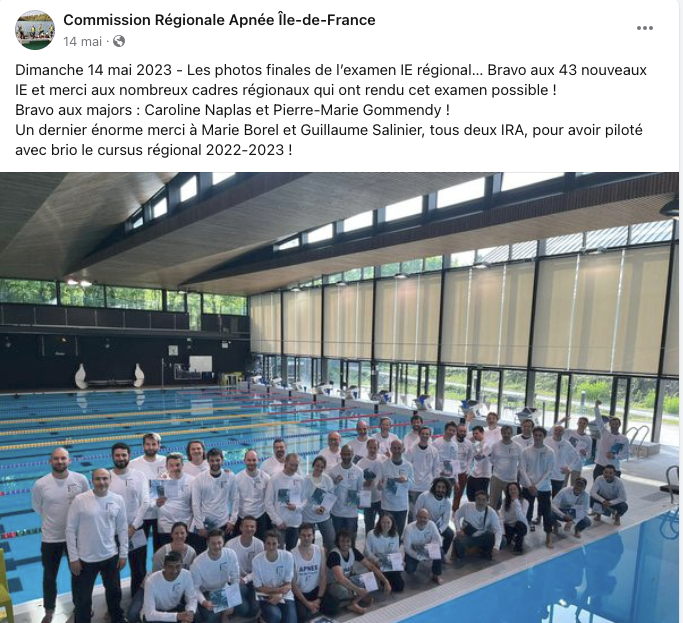 Commission Régionale Apnée Île-de-France
14 mai
Dimanche 14 mai 2023 - Les photos finales de l'examen IE régional... Bravo aux 43 nouveaux
IE et merci aux nombreux cadres régionaux qui ont rendu cet examen possible !
Bravo aux majors : Caroline Naplas et Pierre-Marie Gommendy !
Un dernier énorme merci à Marie Borel et Guillaume Salinier, tous deux IRA, pour avoir piloté
avec brio le cursus régional 2022-2023 !
APNEE